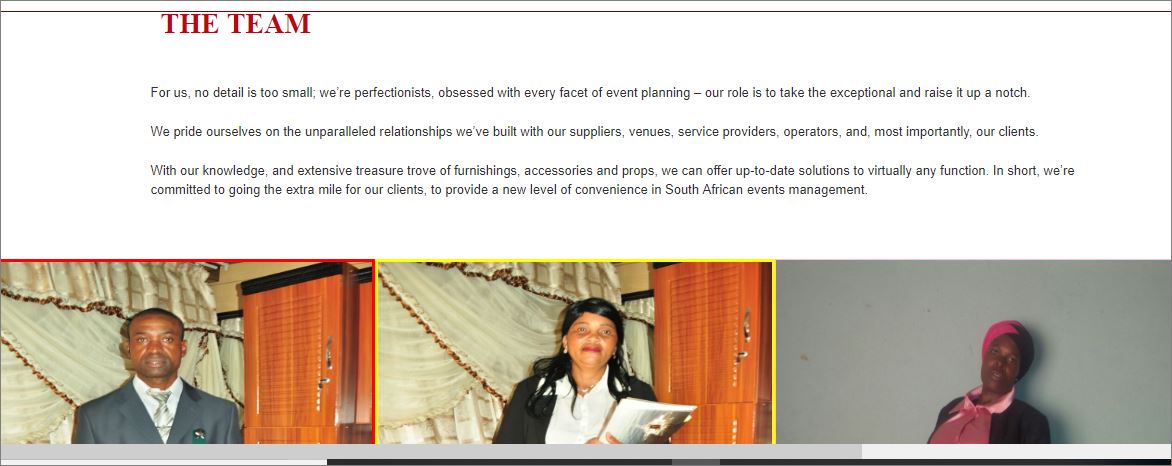 THE TEAM
For us, no detail is too small; we’re perfectionists, obsessed with every facet of event planning – our role is to take the exceptional and raise it up a notch.
We pride ourselves on the unparalleled relationships we’ve built with our suppliers, venues, service providers, operators, and, most importantly, our clients.
With our knowledge, and extensive treasure trove of furnishings, accessories and props, we can offer up-to-date solutions to virtually any function. In short, we’re
committed to going the extra mile for our clients, to provide a new level of convenience in South African events management.